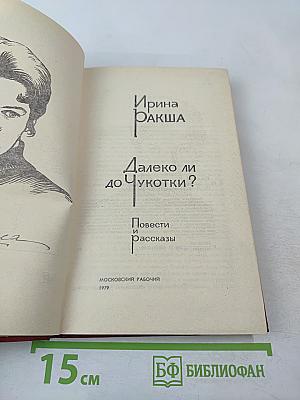 Ирина
Ракша
Далеко ли
до Чукотки?
Повести
и
рассказы
МОСКОВСКИЙ РАБОЧИЙ
1979
15 см
БФ БИБЛИОФАН